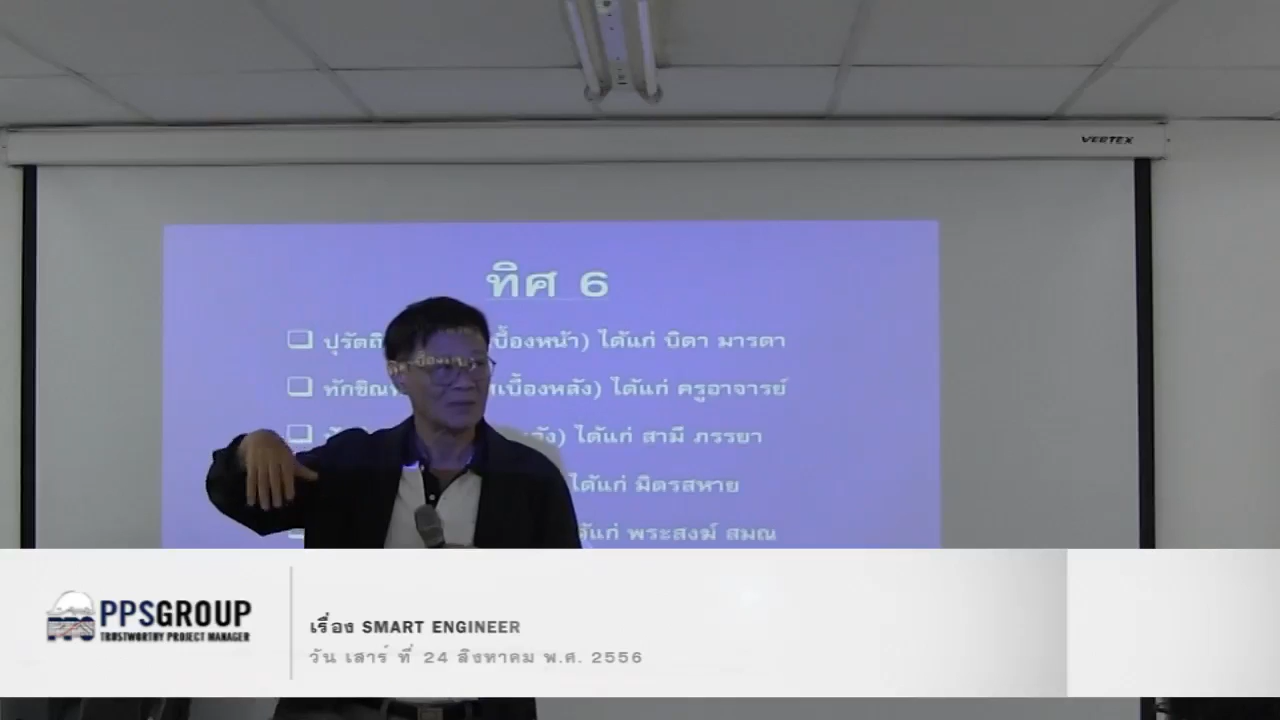 VERTEX
ทิศ 6
ปุรัตถิ เบื้องหน้า) ได้แก่ บิดา มารดา
ทักขิณ เบื้องหลัง) ได้แก่ ครูอาจารย์
ได้แก่ สามี ภรรยา
ได้แก่ มิตรสหาย
ได้แก่ พระสงฆ์ สมณ
PPSGROUP
TRUSTWORTHY PROJECT MANAGER
เรื่อง SMART ENGINEER
วัน เสาร์ ที่ 24 สิงหาคม พ.ศ. 2556